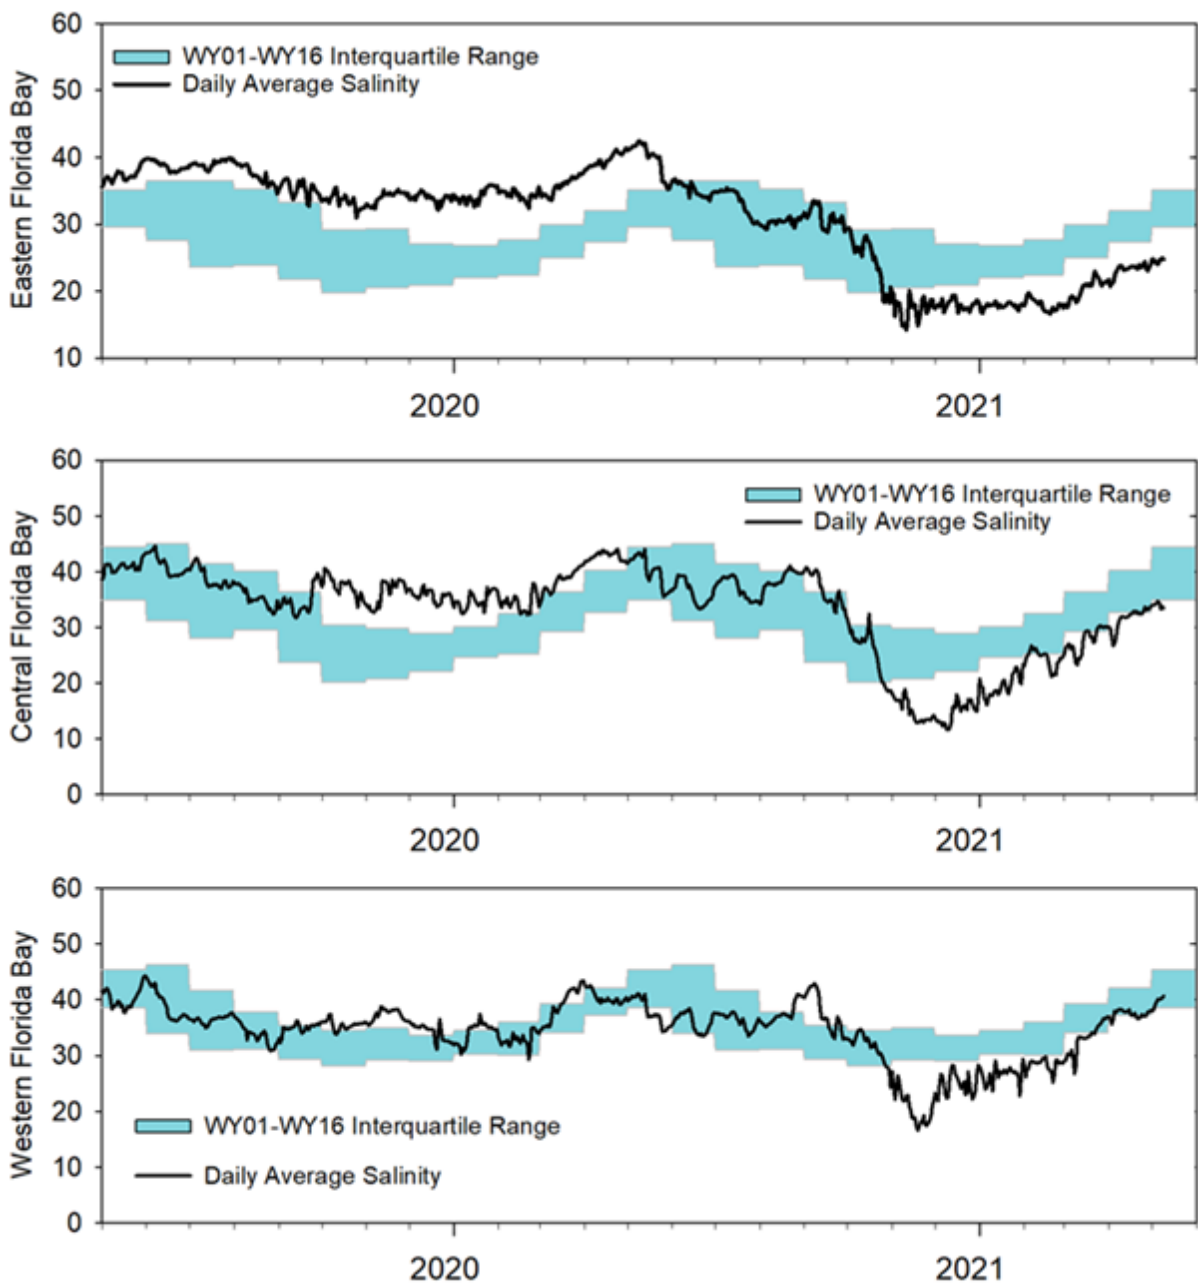 60
WY01-WY16 Interquartile Range
50
Daily Average Salinity
Eastern Florida Bay
40
30
20
10
2020
2021
60
WY01-WY16 Interquartile Range
50
Daily Average Salinity
Central Florida Bay
40
30
20
10
0
2020
2021
60
50
40
Western Florida Bay
30
20
WY01-WY16 Interquartile Range
10
Daily Average Salinity
0
2020
2021